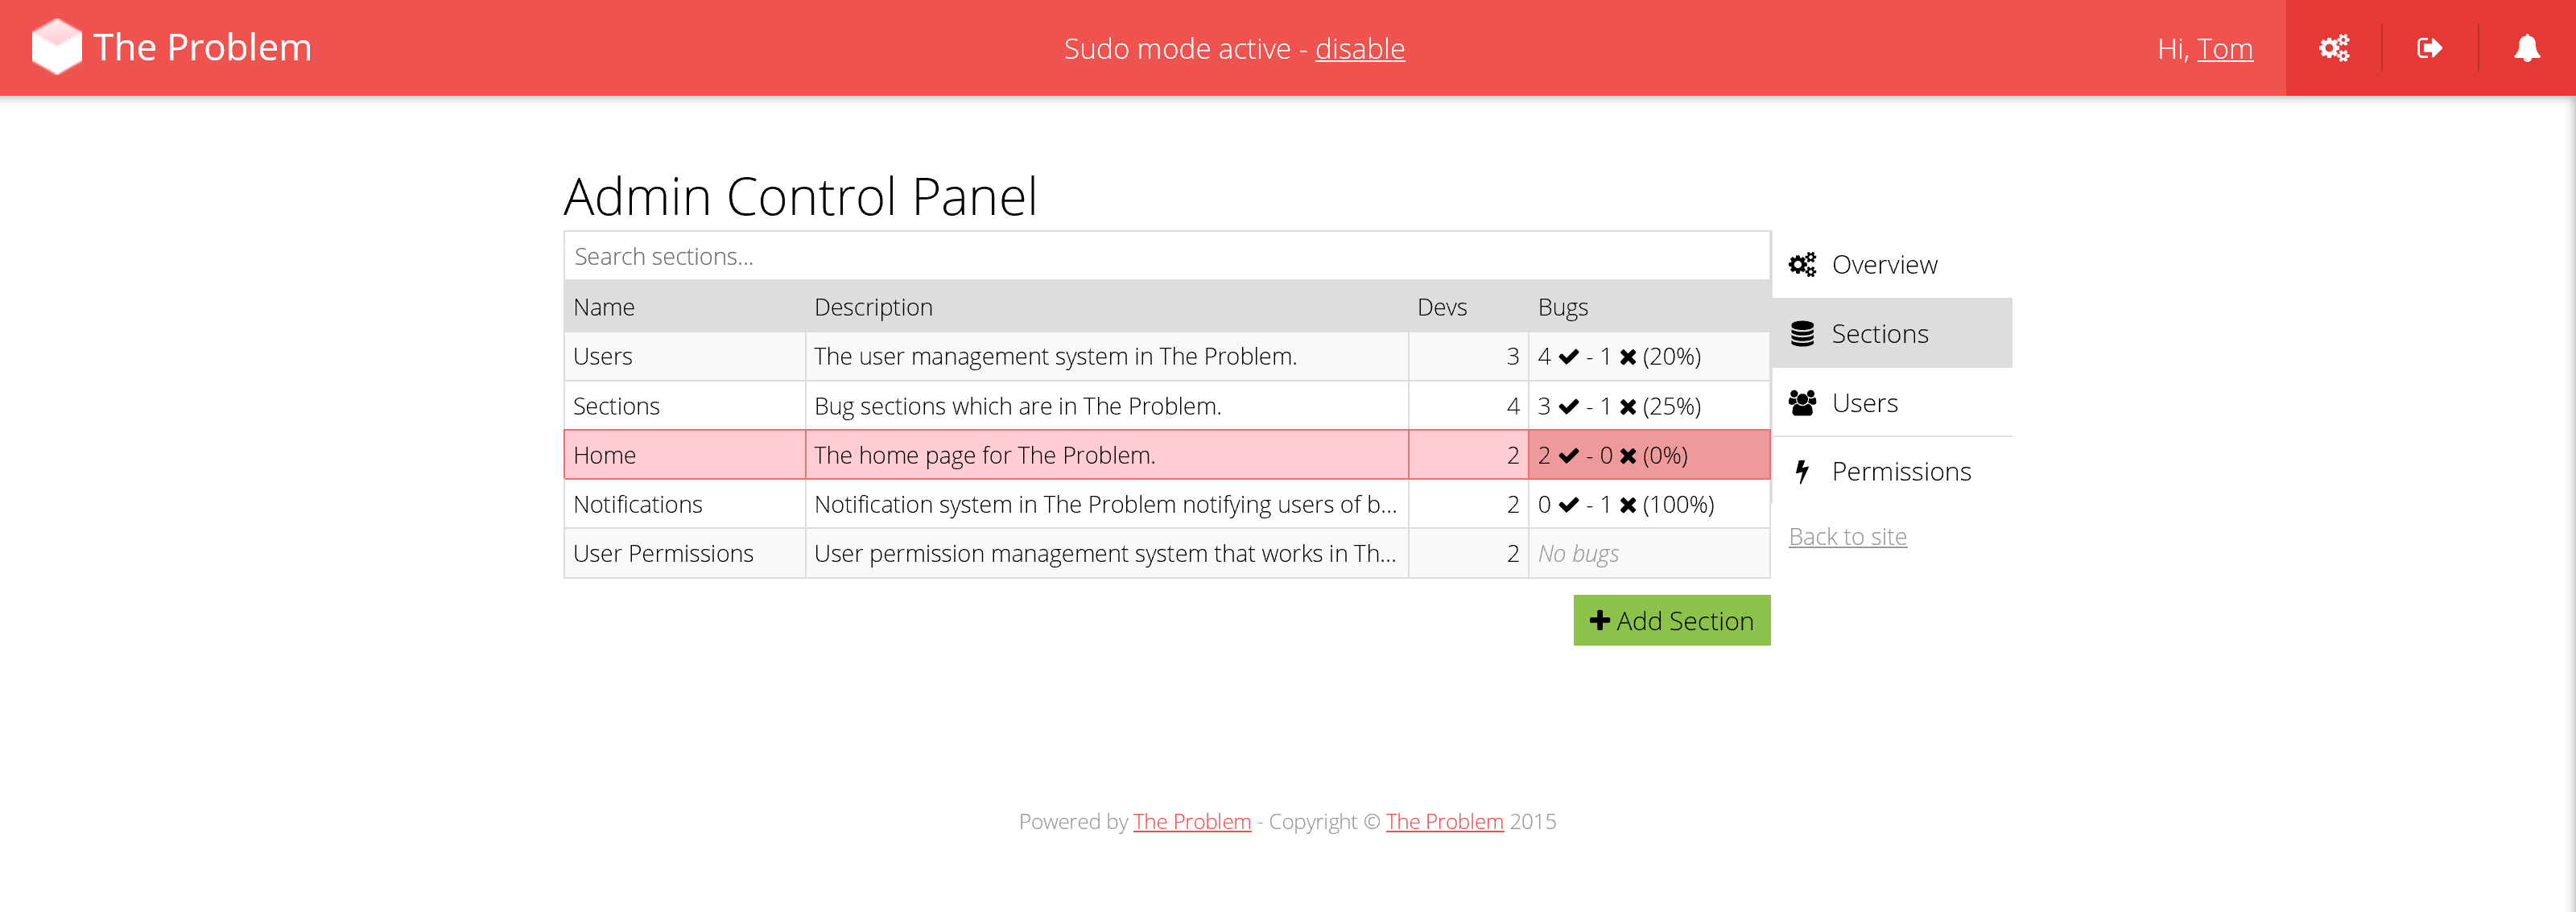 The Problem
Sudo mode active - disable
Hi, Tom
Admin Control Panel
Search sections...
Name Description Devs Bugs
Users The user management system in The Problem. 3 4 ✔ - 1 ✖ (20%)
Sections Bug sections which are in The Problem. 4 3 ✔ - 1 ✖ (25%)
Home The home page for The Problem. 2 2 ✔ - 0 ✖ (0%)
Notifications Notification system in The Problem notifying users of b... 2 0 ✔ - 1 ✖ (100%)
User Permissions User permission management system that works in Th... 2 No bugs
Add Section
Overview
Sections
Users
Permissions
Back to site
Powered by The Problem - Copyright © The Problem 2015